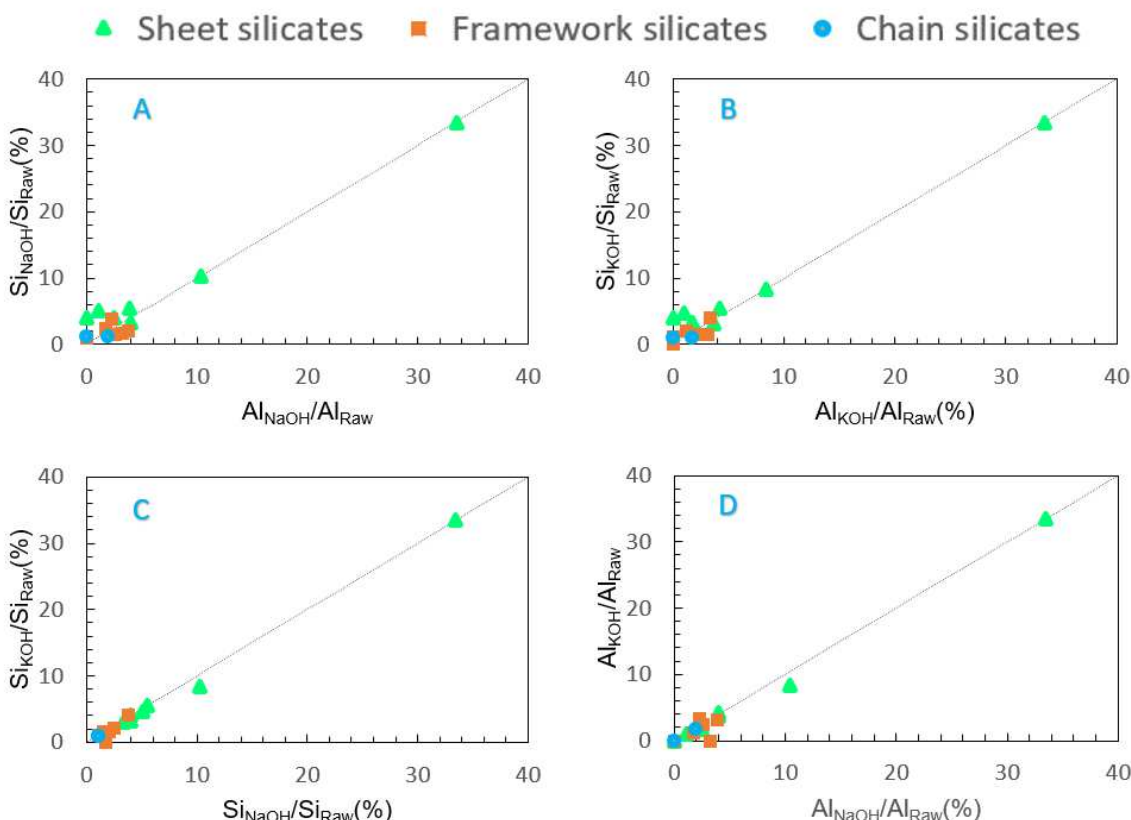 Sheet silicates Framework silicates Chain silicates
A
40
30
20
10
0
Si_NaOH/Si_Raw(%)
0 10 20 30 40
Al_NaOH/Al_Raw
B
40
30
20
10
0
Si_KOH/Si_Raw(%)
0 10 20 30 40
Al_KOH/Al_Raw(%)
C
40
30
20
10
0
Si_KOH/Si_Raw(%)
0 10 20 30 40
Si_NaOH/Si_Raw(%)
D
40
30
20
10
0
Al_KOH/Al_Raw
0 10 20 30 40
Al_NaOH/Al_Raw(%)